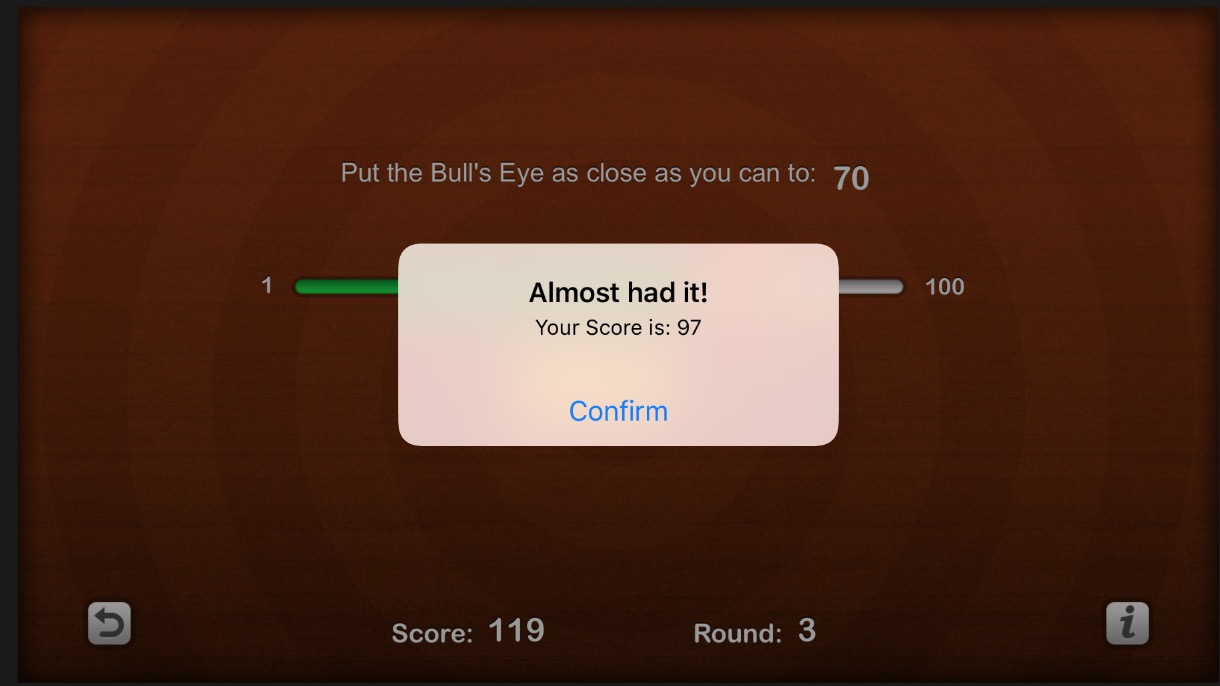 Put the Bull's Eye as close as you can to: 70
1 100
Almost had it!
Your Score is: 97
Confirm
Score: 119 Round: 3
i